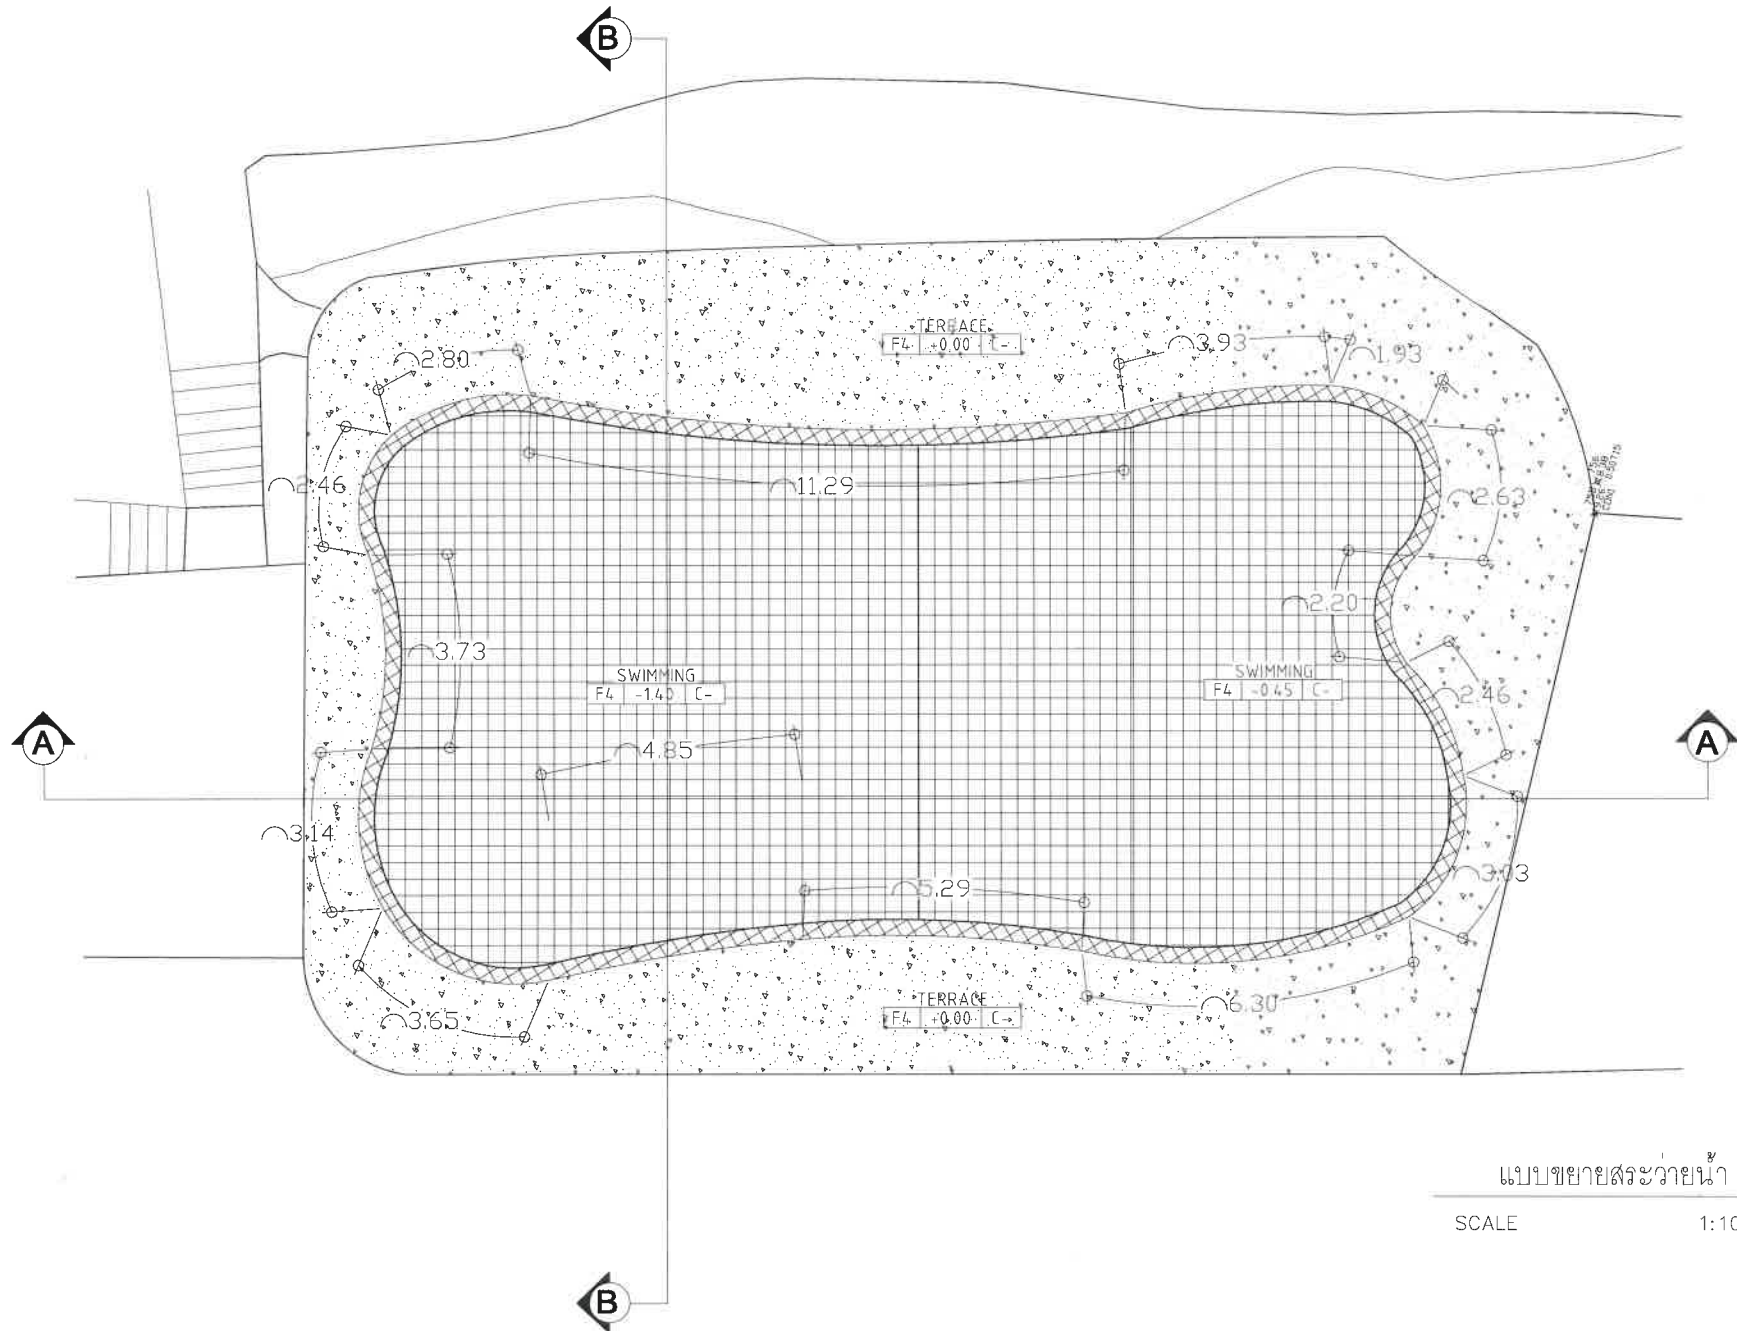 B
TERRACE
F4 +0.00 C-
3.93
1.93
2.80
2.46
11.29
2.63
2.20
3.73
SWIMMING
F4 -1.40 C-
SWIMMING
F4 -0.45 C-
2.46
A
A
4.85
3.14
5.29
3.03
TERRACE
F4 +0.00 C-
6.30
3.65
แบบขยายสระว่ายน้ำ
SCALE 1:10
B